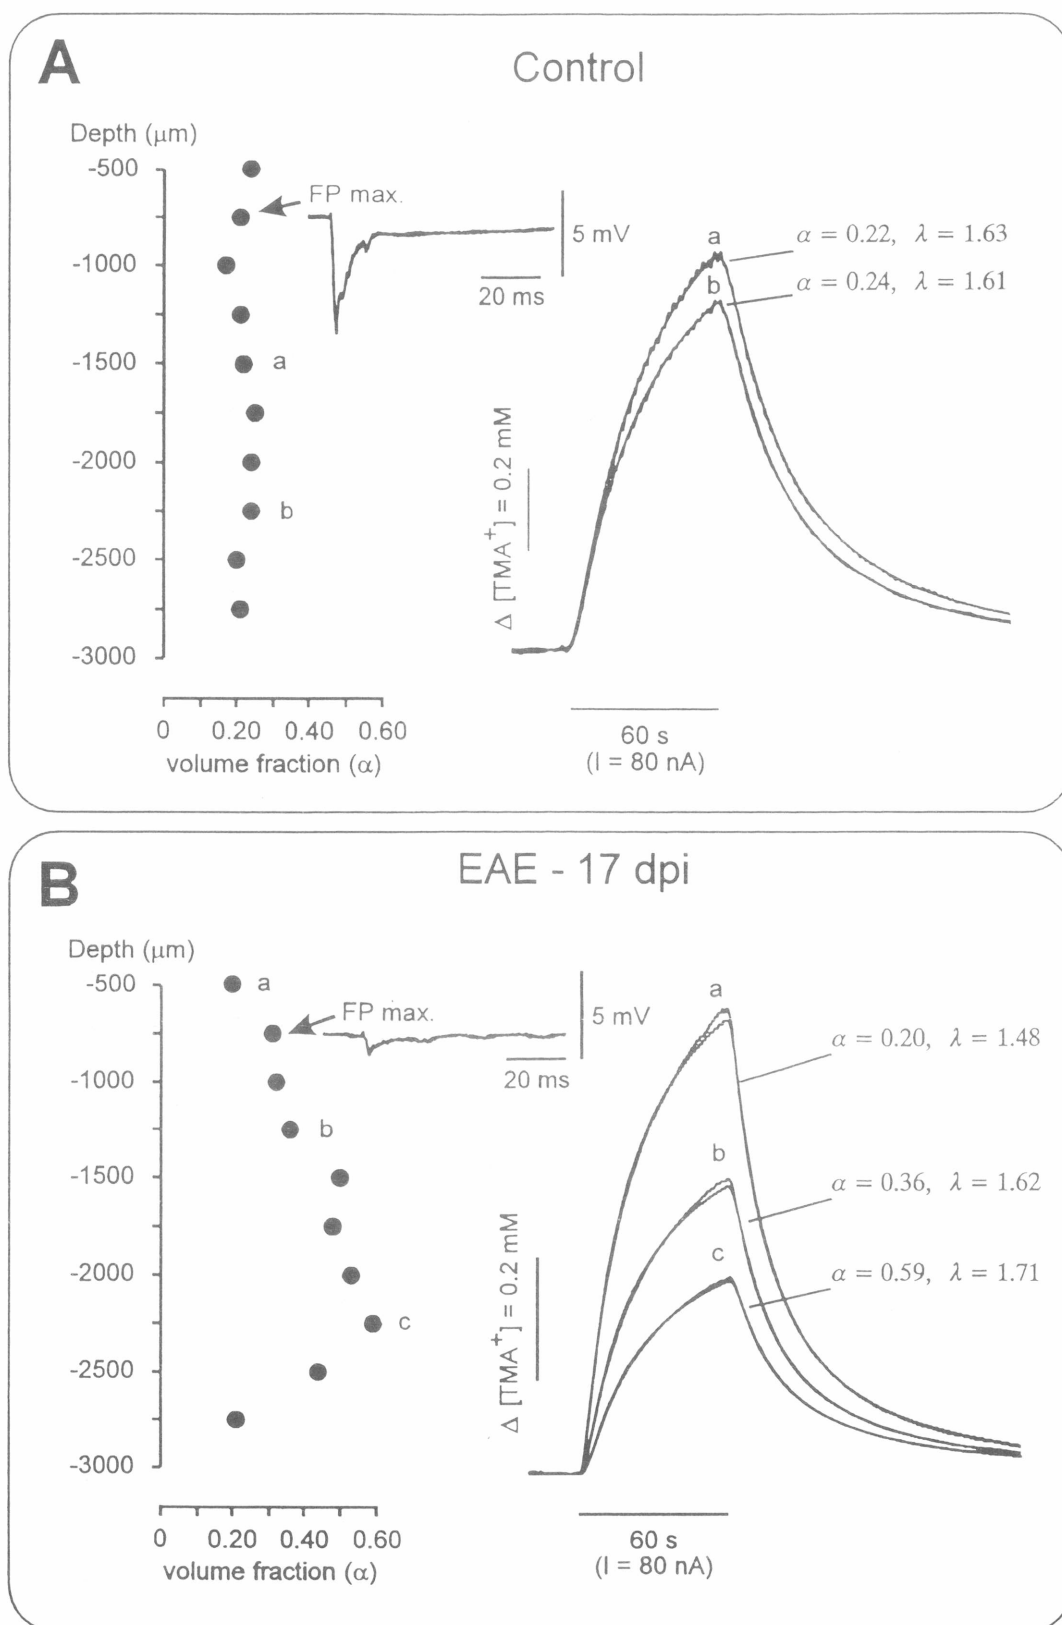 A
Control
Depth (μm)
-500
-1000
-1500
-2000
-2500
-3000
FP max.
5 mV
20 ms
a
b
0 0.20 0.40 0.60
volume fraction (α)
a
b
α = 0.22, λ = 1.63
α = 0.24, λ = 1.61
Δ [TMA+] = 0.2 mM
60 s
(I = 80 nA)
B
EAE - 17 dpi
Depth (μm)
-500
-1000
-1500
-2000
-2500
-3000
a
FP max.
5 mV
20 ms
b
c
0 0.20 0.40 0.60
volume fraction (α)
a
b
c
α = 0.20, λ = 1.48
α = 0.36, λ = 1.62
α = 0.59, λ = 1.71
Δ [TMA+] = 0.2 mM
60 s
(I = 80 nA)